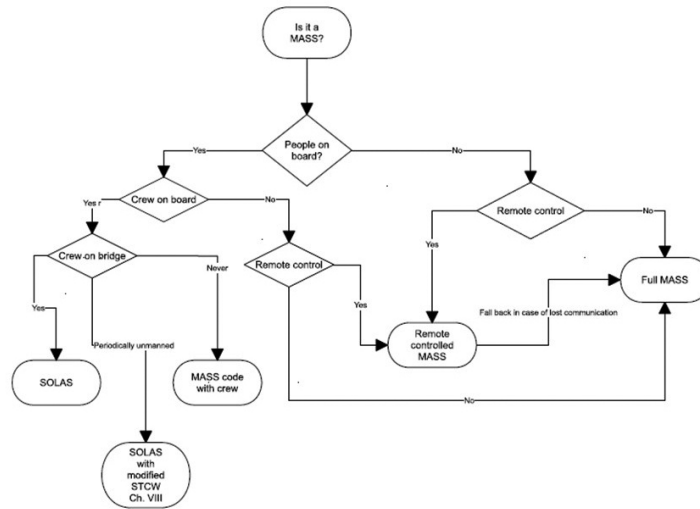 Is it a
MASS?
People on
board?
Yes
No
Crew on board
Remote control
Yes r
No
Yes
No
Crew on bridge
Never
Remote control
Full MASS
Yes
Yes
Fall back in case of lost communication
Periodically unmanned
Remote
controlled
MASS
SOLAS
MASS code
with crew
No
SOLAS
with
modified
STCW
Ch. VIII